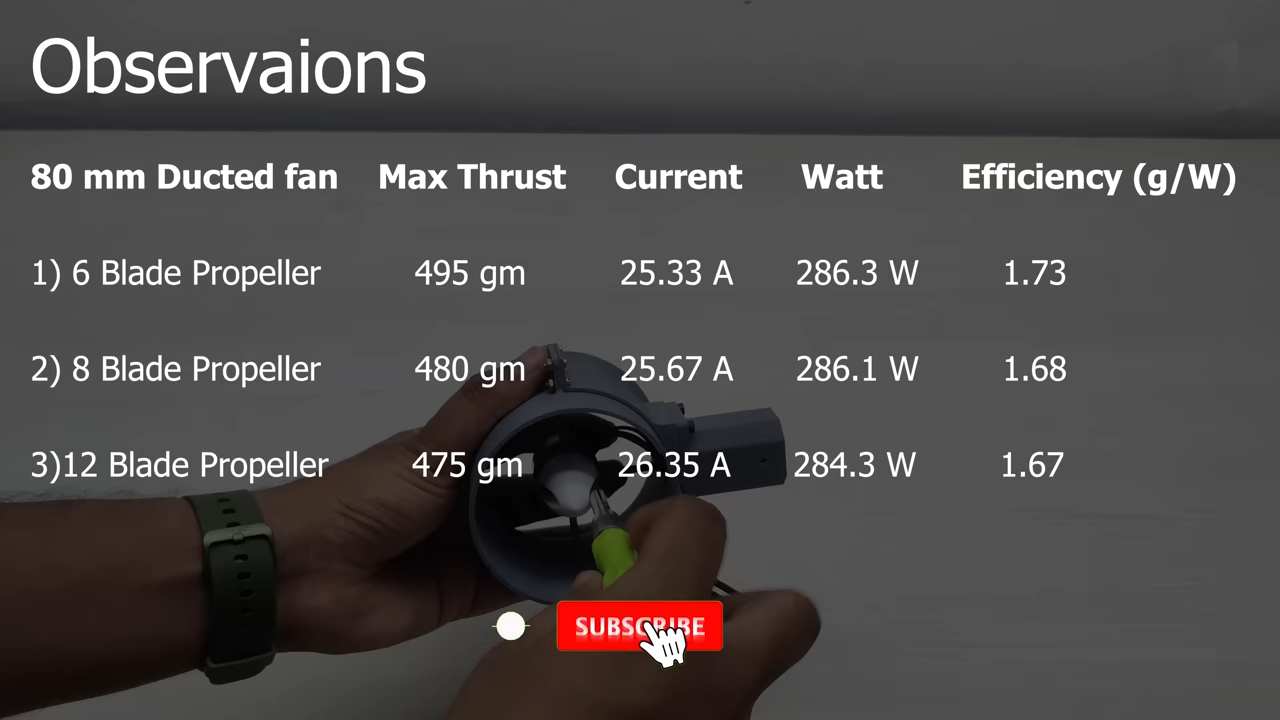 Observaions
80 mm Ducted fan Max Thrust Current Watt Efficiency (g/W)
1) 6 Blade Propeller 495 gm 25.33 A 286.3 W 1.73
2) 8 Blade Propeller 480 gm 25.67 A 286.1 W 1.68
3)12 Blade Propeller 475 gm 26.35 A 284.3 W 1.67
SUBSCRIBE